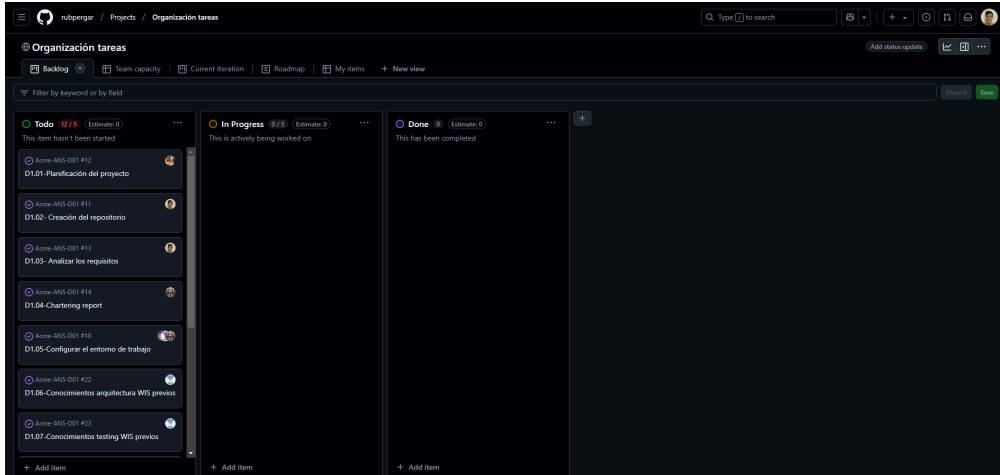 rubpergar / Projects / Organización tareas
Type / to search
Organización tareas
Add status update
Backlog
Team capacity
Current iteration
Roadmap
My items
+ New view
Filter by keyword or by field
Discard
Save
Todo 12 / 5 Estimate: 0
This item hasn't been started
Acme-ANS-D01 #12
D1.01-Planificación del proyecto
Acme-ANS-D01 #11
D1.02- Creación del repositorio
Acme-ANS-D01 #13
D1.03- Analizar los requisitos
Acme-ANS-D01 #14
D1.04-Chartering report
Acme-ANS-D01 #10
D1.05-Configurar el entorno de trabajo
Acme-ANS-D01 #22
D1.06-Conocimientos arquitectura WIS previos
Acme-ANS-D01 #23
D1.07-Conocimientos testing WIS previos
+ Add item
In Progress 0 / 5 Estimate: 0
This is actively being worked on
+ Add item
Done 0 Estimate: 0
This has been completed
+ Add item